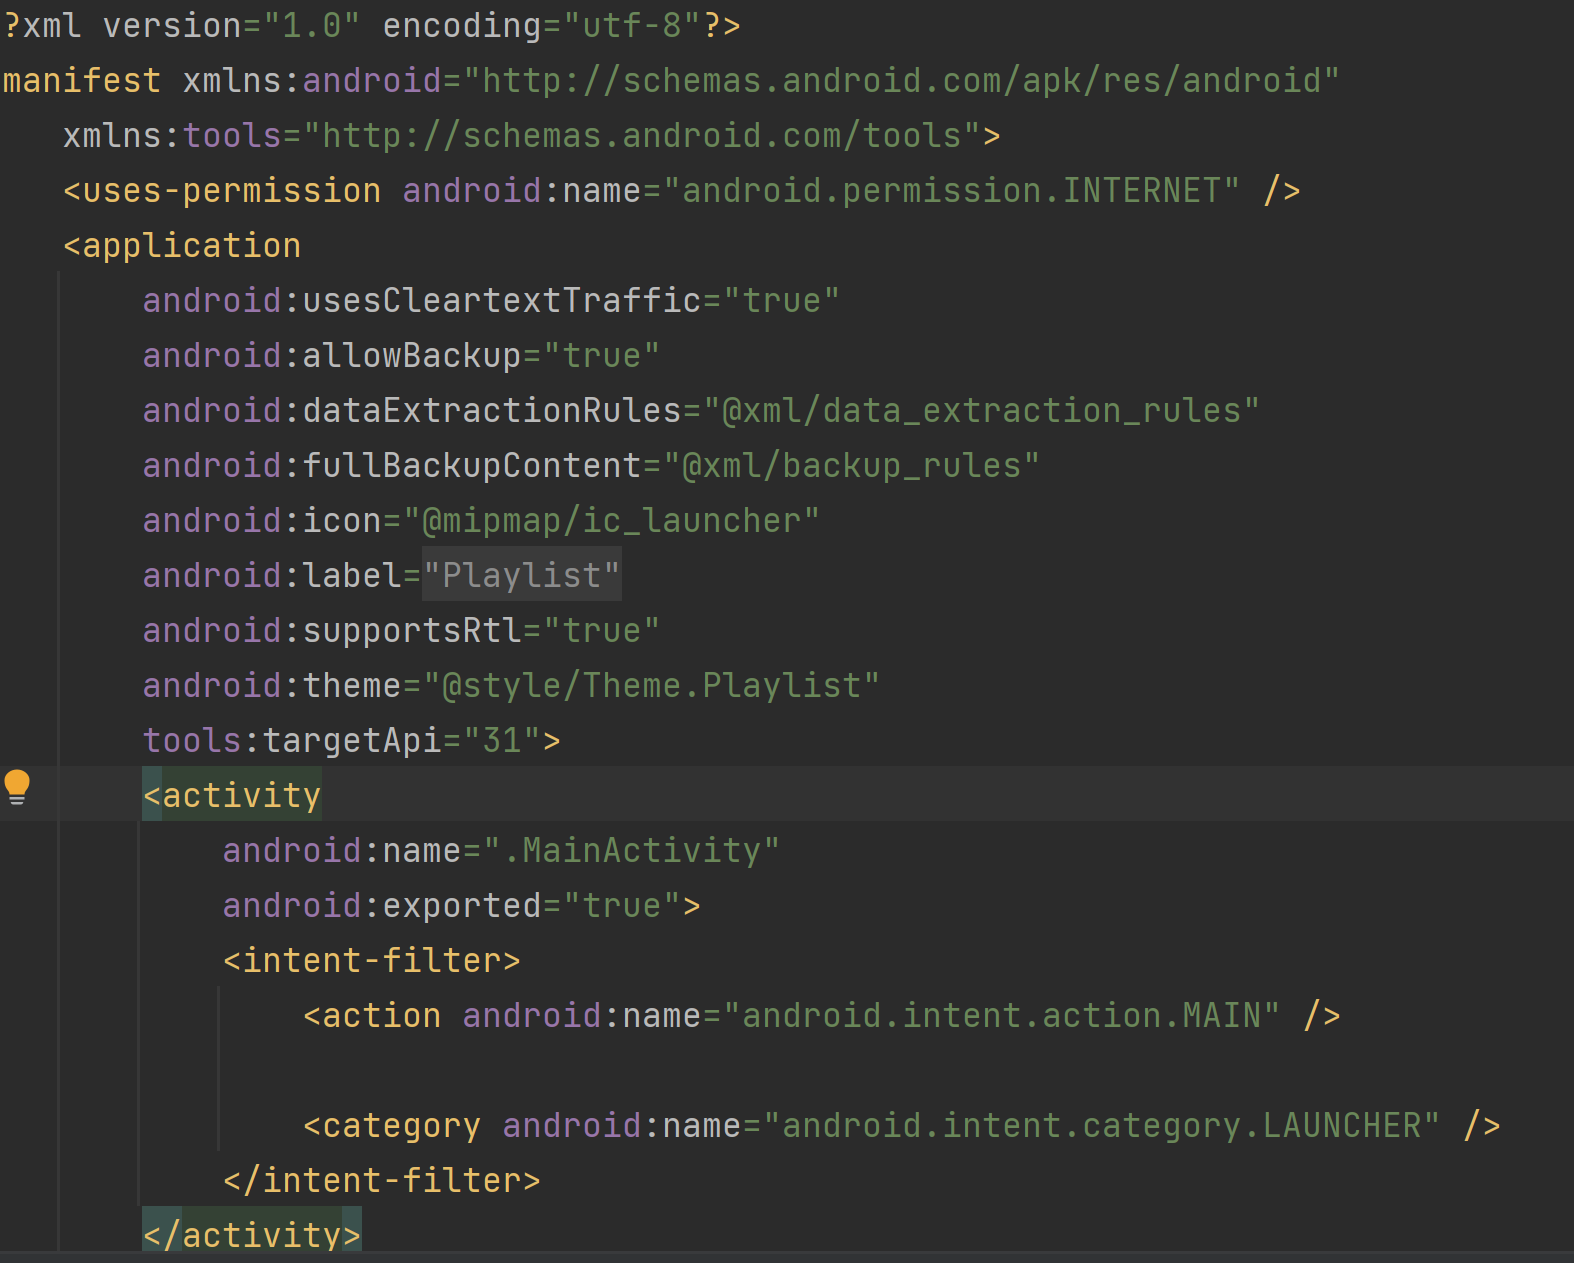 ?xml version="1.0" encoding="utf-8"?>
manifest xmlns:android="http://schemas.android.com/apk/res/android"
    xmlns:tools="http://schemas.android.com/tools">
    <uses-permission android:name="android.permission.INTERNET" />
    <application
        android:usesCleartextTraffic="true"
        android:allowBackup="true"
        android:dataExtractionRules="@xml/data_extraction_rules"
        android:fullBackupContent="@xml/backup_rules"
        android:icon="@mipmap/ic_launcher"
        android:label="Playlist"
        android:supportsRtl="true"
        android:theme="@style/Theme.Playlist"
        tools:targetApi="31">
        <activity
            android:name=".MainActivity"
            android:exported="true">
            <intent-filter>
                <action android:name="android.intent.action.MAIN" />
                <category android:name="android.intent.category.LAUNCHER" />
            </intent-filter>
        </activity>